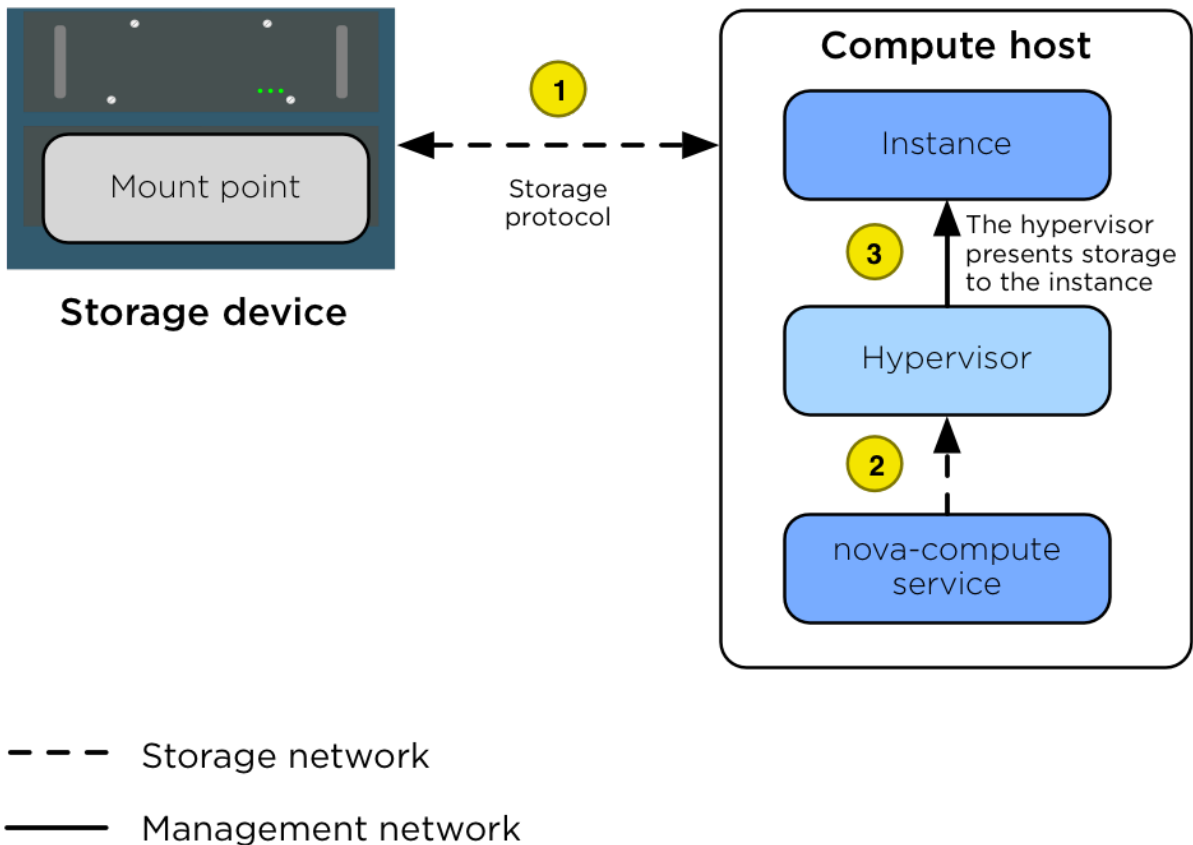 Compute host
1
Instance
Mount point
Storage
protocol
The hypervisor
presents storage
to the instance
3
Storage device
Hypervisor
2
nova-compute
service
Storage network
Management network